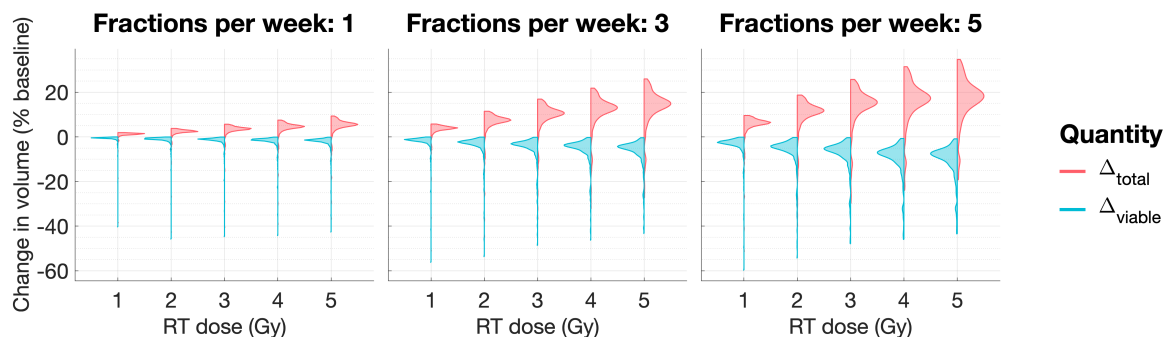 Fractions per week: 1
Fractions per week: 3
Fractions per week: 5
Change in volume (% baseline)
20
0
-20
-40
-60
1 2 3 4 5
1 2 3 4 5
1 2 3 4 5
RT dose (Gy)
RT dose (Gy)
RT dose (Gy)
Quantity
Δtotal
Δviable